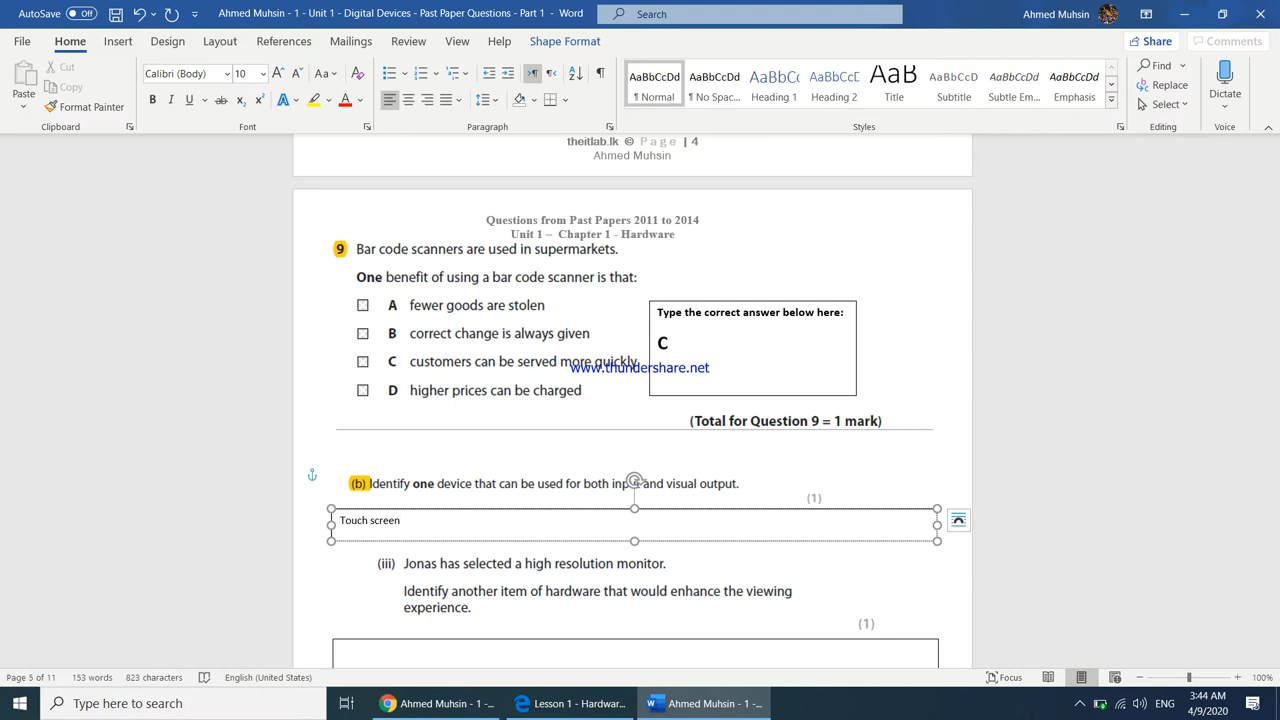 AutoSave Off
Ahmed Muhsin - 1 - Unit 1 - Digital Devices - Past Paper Questions - Part 1 - Word
Search
Ahmed Muhsin
File Home Insert Design Layout References Mailings Review View Help Shape Format
Share Comments
Paste
Cut
Copy
Format Painter
Calibri (Body) 10
AaBbCcDd AaBbCcDd AaBbCc AaBbCcD AaB AaBbCcD AaBbCcDd AaBbCcDd
¶ Normal ¶ No Spac... Heading 1 Heading 2 Title Subtitle Subtle Em... Emphasis
Find
Replace
Select
Dictate
Clipboard Font Paragraph Styles Editing Voice
theitlab.lk © Page | 4
Ahmed Muhsin
Questions from Past Papers 2011 to 2014
Unit 1 – Chapter 1 - Hardware
9 Bar code scanners are used in supermarkets.
One benefit of using a bar code scanner is that:
A fewer goods are stolen
B correct change is always given
C customers can be served more quickly
D higher prices can be charged
Type the correct answer below here:
C
www.thundershare.net
(Total for Question 9 = 1 mark)
(b) Identify one device that can be used for both input and visual output.
(1)
Touch screen
(iii) Jonas has selected a high resolution monitor.
Identify another item of hardware that would enhance the viewing
experience.
(1)
Page 5 of 11 153 words 823 characters English (United States)
Focus 100%
Type here to search
Ahmed Muhsin - 1 -...
Lesson 1 - Hardwar...
Ahmed Muhsin - 1 -...
ENG
3:44 AM
4/9/2020